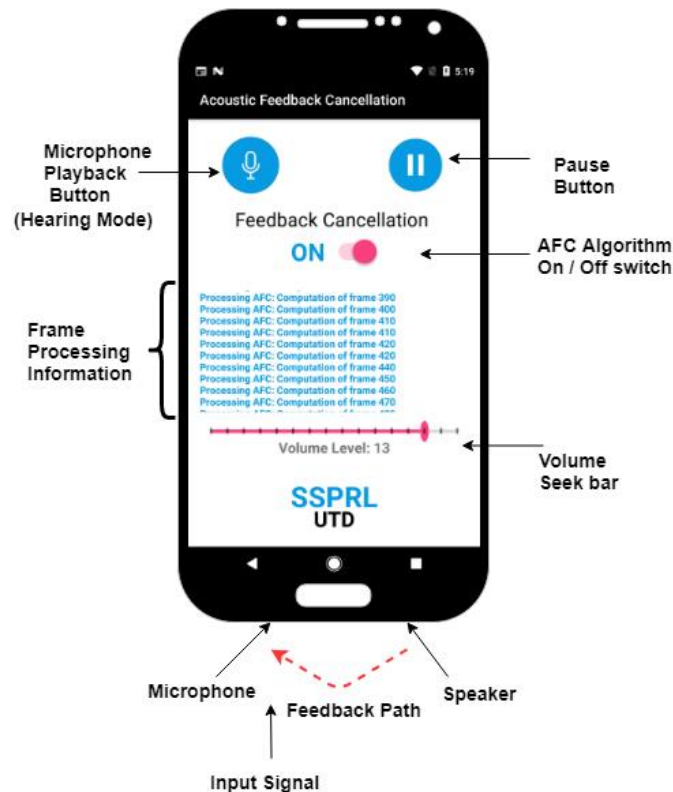 5:19
Acoustic Feedback Cancellation
Microphone
Playback
Button
(Hearing Mode)
Pause
Button
Feedback Cancellation
ON
AFC Algorithm
On / Off switch
Frame
Processing
Information
Processing AFC: Computation of frame 390
Processing AFC: Computation of frame 400
Processing AFC: Computation of frame 410
Processing AFC: Computation of frame 410
Processing AFC: Computation of frame 420
Processing AFC: Computation of frame 420
Processing AFC: Computation of frame 440
Processing AFC: Computation of frame 450
Processing AFC: Computation of frame 460
Processing AFC: Computation of frame 470
Volume Level: 13
Volume
Seek bar
SSPRL
UTD
Microphone
Speaker
Feedback Path
Input Signal